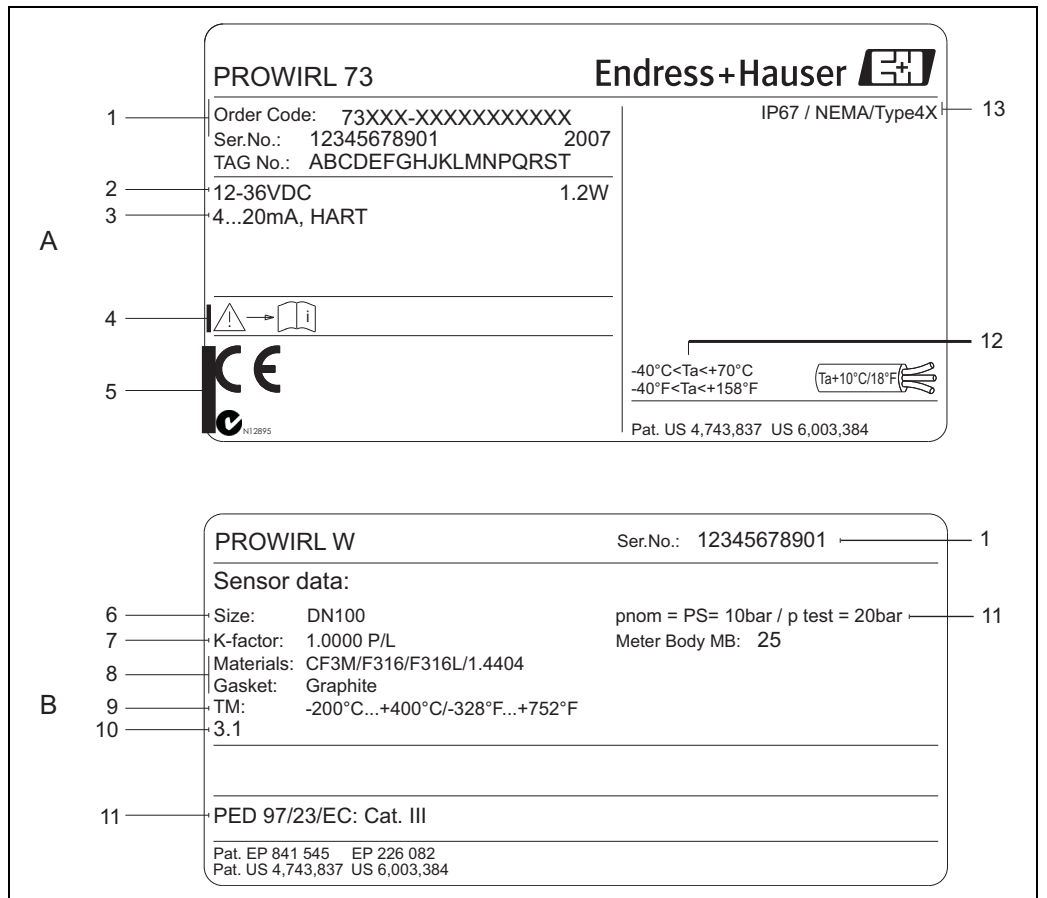 PROWIRL 73 Endress+Hauser
1 Order Code: 73XXX-XXXXXXXXXXX IP67 / NEMA/Type4X 13
Ser.No.: 12345678901 2007
TAG No.: ABCDEFGHJKLMNPQRST
2 12-36VDC 1.2W
3 4...20mA, HART
A
4 i
12
5 CE -40°C<Ta<+70°C Ta+10°C/18°F
-40°F<Ta<+158°F
N12895 Pat. US 4,743,837 US 6,003,384
PROWIRL W Ser.No.: 12345678901 1
Sensor data:
6 Size: DN100 pnom = PS= 10bar / p test = 20bar 11
7 K-factor: 1.0000 P/L Meter Body MB: 25
8 Materials: CF3M/F316/F316L/1.4404
Gasket: Graphite
B 9 TM: -200°C...+400°C/-328°F...+752°F
10 3.1
11 PED 97/23/EC: Cat. III
Pat. EP 841 545 EP 226 082
Pat. US 4,743,837 US 6,003,384